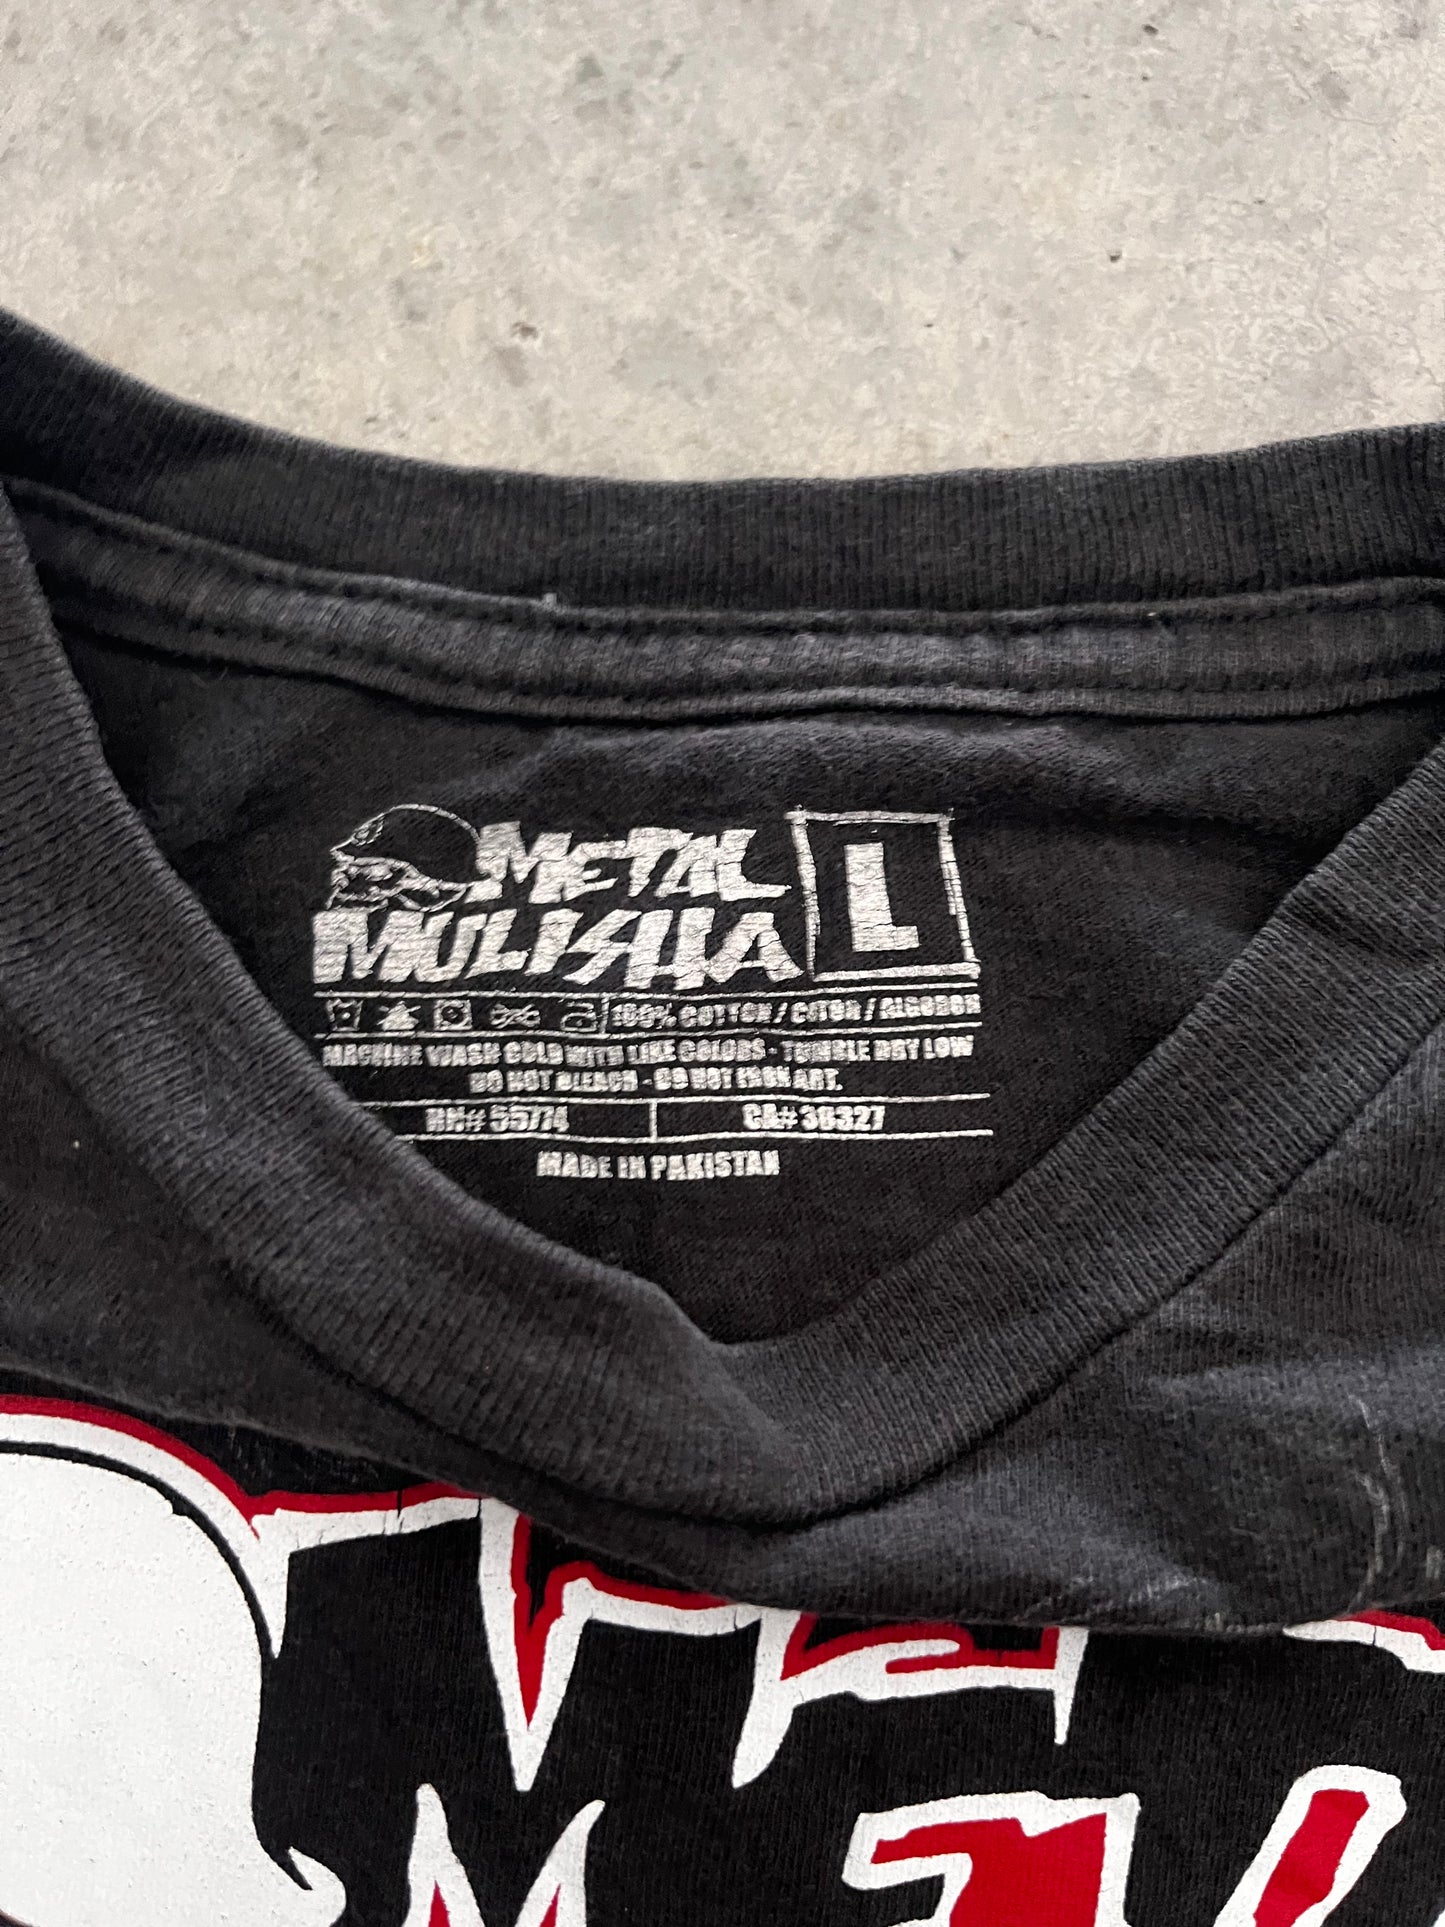 METAL
MULISHA
L
100% COTTON / COTON / ALGODON
MACHINE WASH COLD WITH LIKE COLORS - TUMBLE DRY LOW
DO NOT BLEACH - DO NOT IRON ART.
RN# 55774
CA# 38327
MADE IN PAKISTAN